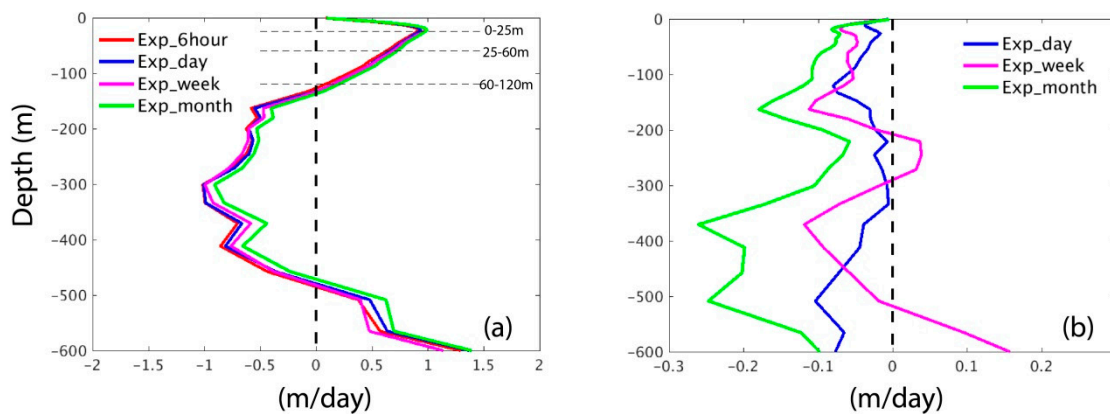 Depth (m)
0
−100
−200
−300
−400
−500
−600
Exp_6hour
Exp_day
Exp_week
Exp_month
0-25m
25-60m
60-120m
(a)
−2 −1.5 −1 −0.5 0 0.5 1 1.5 2
(m/day)
0
−100
−200
−300
−400
−500
−600
Exp_day
Exp_week
Exp_month
(b)
−0.3 −0.2 −0.1 0 0.1 0.2
(m/day)